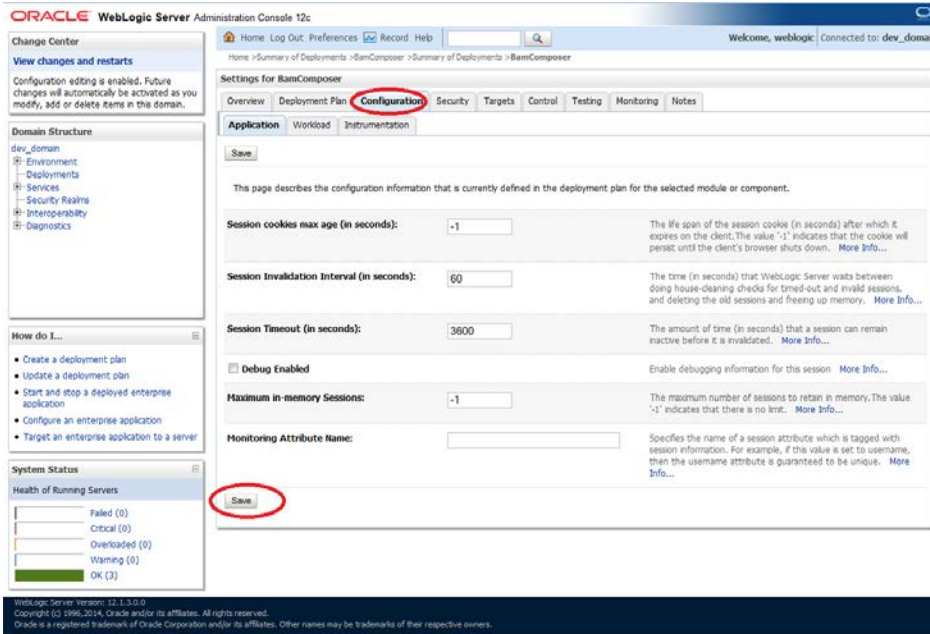 ORACLE WebLogic Server Administration Console 12c
Change Center
View changes and restarts
Configuration editing is enabled. Future
changes will automatically be activated as you
modify, add or delete items in this domain.
Domain Structure
dev_domain
Environment
Deployments
Services
Security Realms
Interoperability
Diagnostics
How do I...
Create a deployment plan
Update a deployment plan
Start and stop a deployed enterprise
application
Configure an enterprise application
Target an enterprise application to a server
System Status
Health of Running Servers
Failed (0)
Critical (0)
Overloaded (0)
Warning (0)
OK (3)
Home Log Out Preferences Record Help
Welcome, weblogic Connected to: dev_domai
Home >Summary of Deployments >BamComposer >Summary of Deployments >BamComposer
Settings for BamComposer
Overview Deployment Plan Configuration Security Targets Control Testing Monitoring Notes
Application Workload Instrumentation
Save
This page describes the configuration information that is currently defined in the deployment plan for the selected module or component.
Session cookies max age (in seconds):
-1
The life span of the session cookie (in seconds) after which it
expires on the client.The value '-1' indicates that the cookie will
persist until the client's browser shuts down. More Info...
Session Invalidation Interval (in seconds):
60
The time (in seconds) that WebLogic Server waits between
doing house-cleaning checks for timed-out and invalid sessions,
and deleting the old sessions and freeing up memory. More Info...
Session Timeout (in seconds):
3600
The amount of time (in seconds) that a session can remain
inactive before it is invalidated. More Info...
Debug Enabled
Enable debugging information for this session More Info...
Maximum in-memory Sessions:
-1
The maximum number of sessions to retain in memory.The value
'-1' indicates that there is no limit. More Info...
Monitoring Attribute Name:
Specifies the name of a session attribute which is tagged with
session information. For example, if this value is set to username,
then the username attribute is guaranteed to be unique. More
Info...
Save
WebLogic Server Version: 12.1.3.0.0
Copyright (c) 1996,2014, Oracle and/or its affiliates. All rights reserved.
Oracle is a registered trademark of Oracle Corporation and/or its affiliates. Other names may be trademarks of their respective owners.